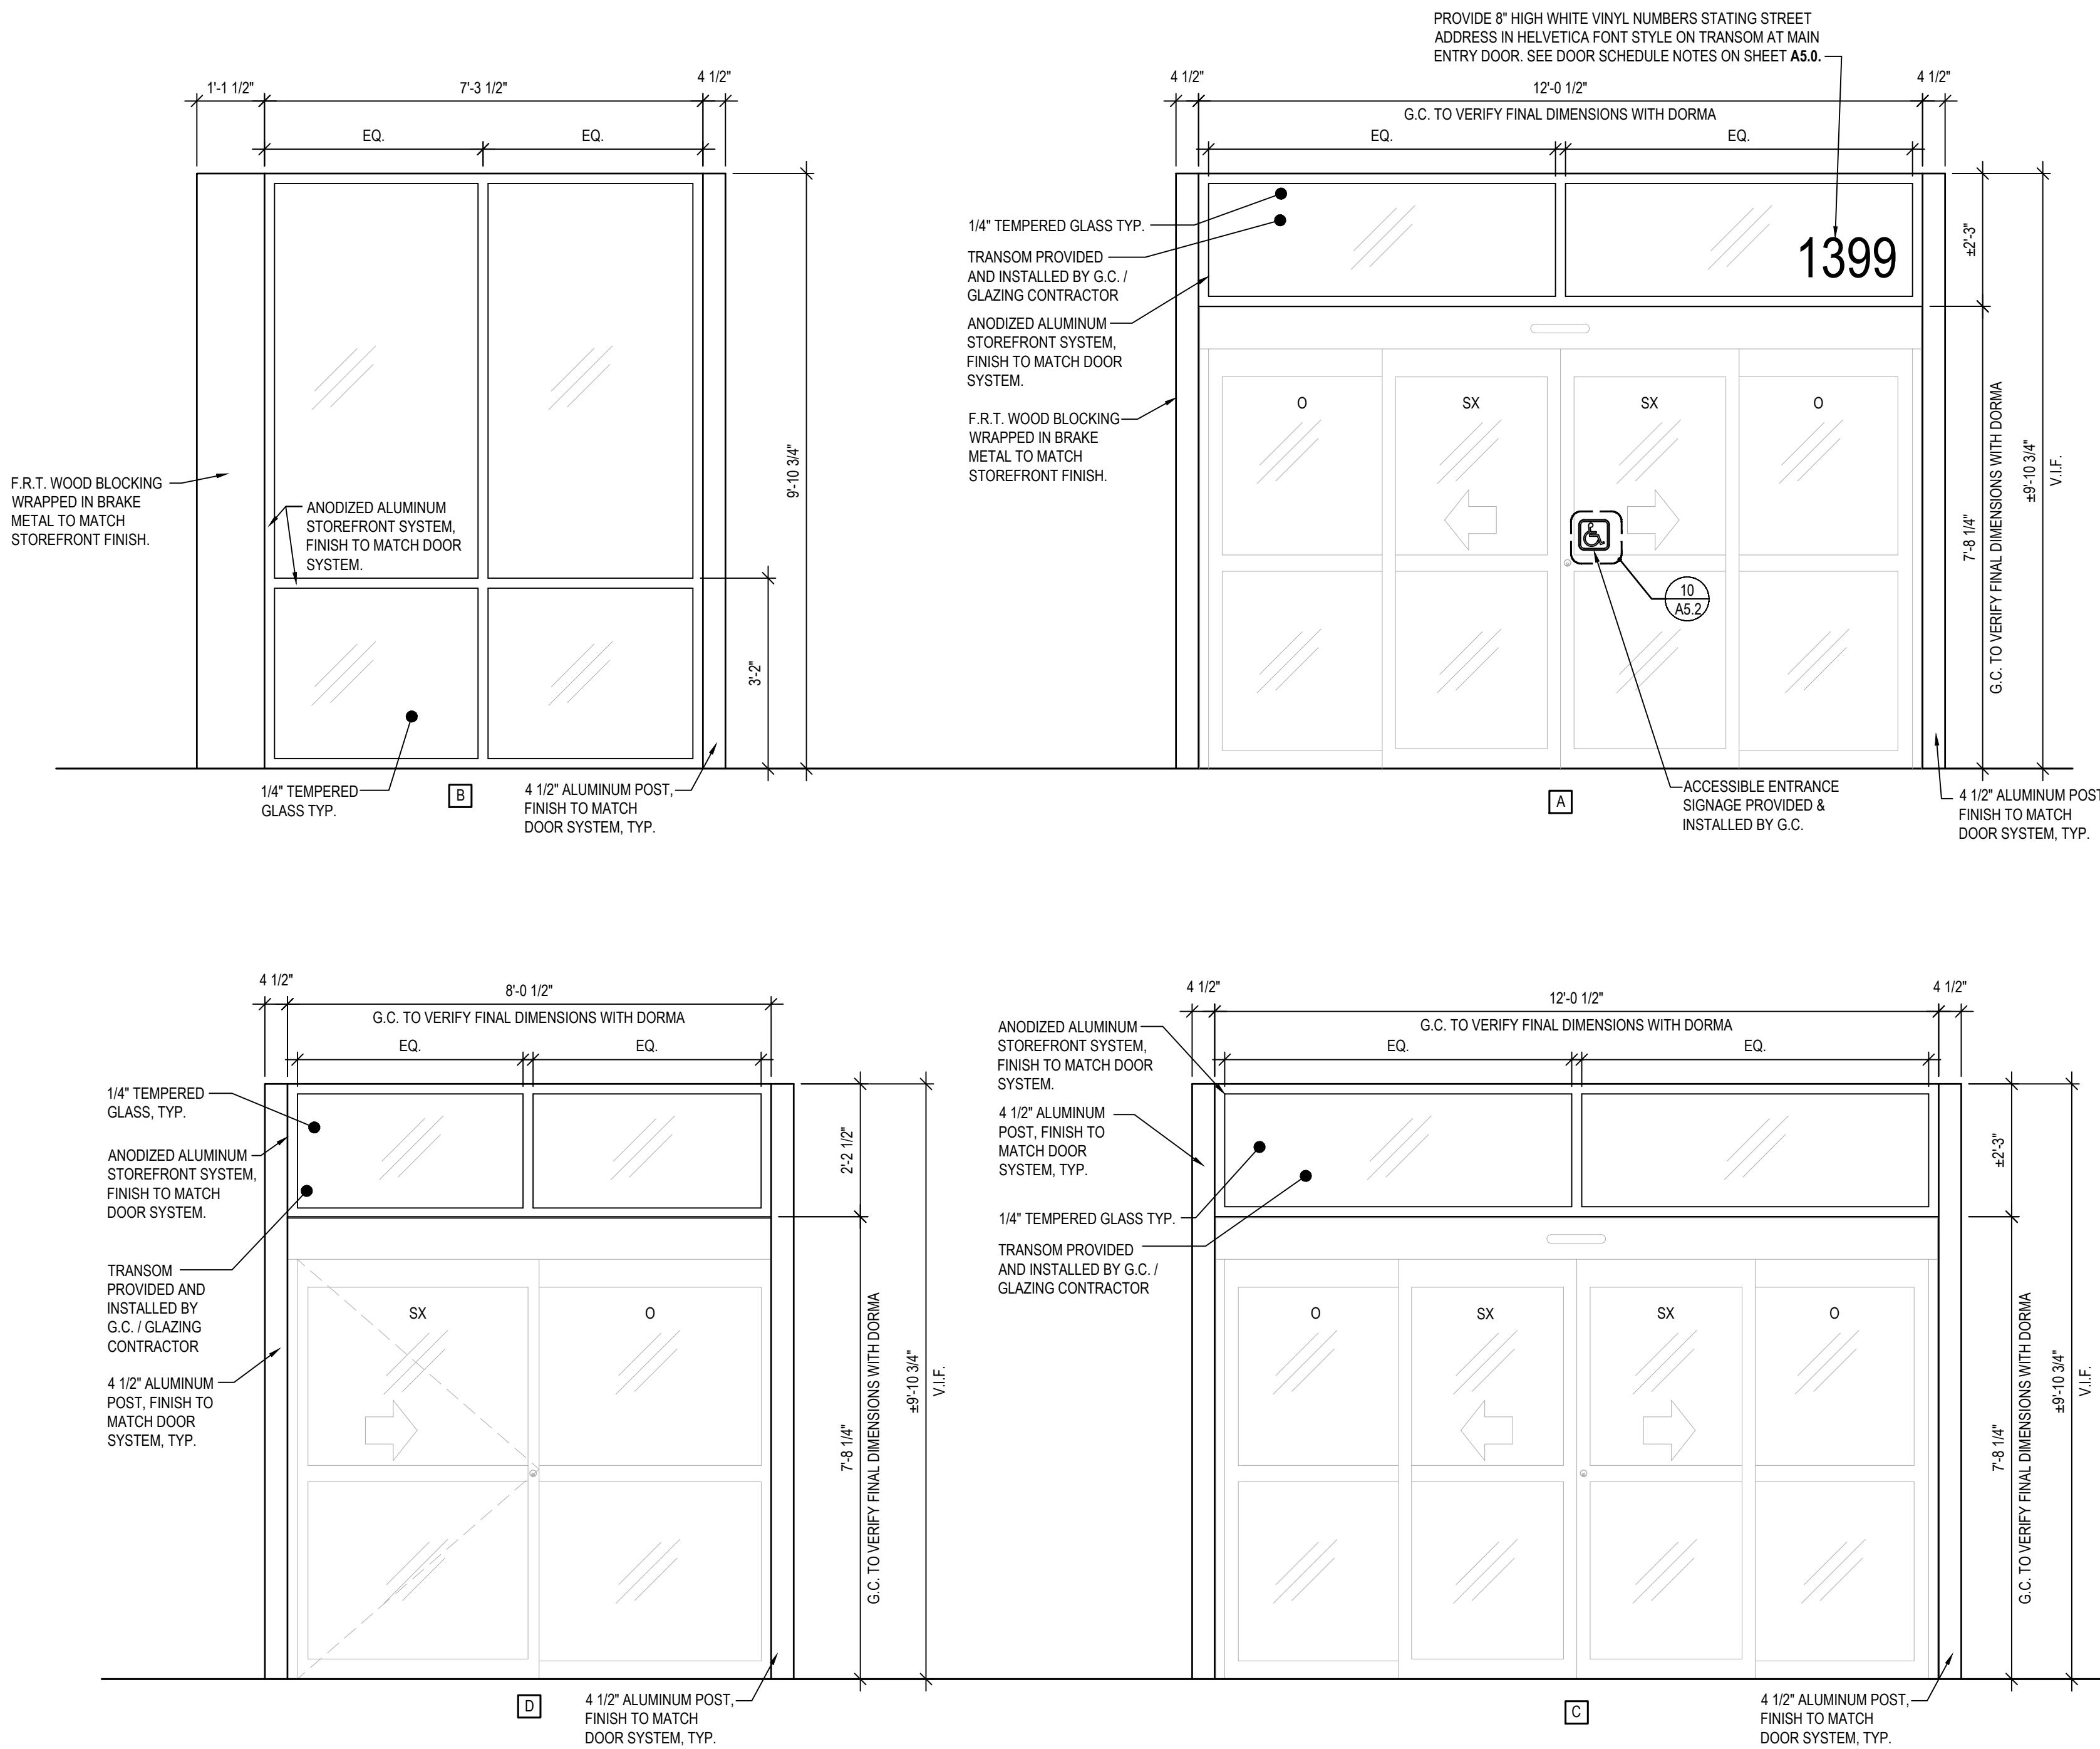 PROVIDE 8" HIGH WHITE VINYL NUMBERS STATING STREET
ADDRESS IN HELVETICA FONT STYLE ON TRANSOM AT MAIN
ENTRY DOOR. SEE DOOR SCHEDULE NOTES ON SHEET A5.0.
1'-1 1/2"
7'-3 1/2"
4 1/2"
EQ.
EQ.
9'-10 3/4"
3'-2"
F.R.T. WOOD BLOCKING
WRAPPED IN BRAKE
METAL TO MATCH
STOREFRONT FINISH.
ANODIZED ALUMINUM
STOREFRONT SYSTEM,
FINISH TO MATCH DOOR
SYSTEM.
1/4" TEMPERED
GLASS TYP.
B
4 1/2" ALUMINUM POST,
FINISH TO MATCH
DOOR SYSTEM, TYP.
4 1/2"
12'-0 1/2"
4 1/2"
G.C. TO VERIFY FINAL DIMENSIONS WITH DORMA
EQ.
EQ.
1/4" TEMPERED GLASS TYP.
TRANSOM PROVIDED
AND INSTALLED BY G.C. /
GLAZING CONTRACTOR
ANODIZED ALUMINUM
STOREFRONT SYSTEM,
FINISH TO MATCH DOOR
SYSTEM.
F.R.T. WOOD BLOCKING
WRAPPED IN BRAKE
METAL TO MATCH
STOREFRONT FINISH.
1399
O
SX
SX
O
10
A5.2
±2'-3"
7'-8 1/4"
G.C. TO VERIFY FINAL DIMENSIONS WITH DORMA
±9'-10 3/4"
V.I.F.
A
ACCESSIBLE ENTRANCE
SIGNAGE PROVIDED &
INSTALLED BY G.C.
4 1/2" ALUMINUM POST
FINISH TO MATCH
DOOR SYSTEM, TYP.
4 1/2"
8'-0 1/2"
G.C. TO VERIFY FINAL DIMENSIONS WITH DORMA
EQ.
EQ.
1/4" TEMPERED
GLASS, TYP.
ANODIZED ALUMINUM
STOREFRONT SYSTEM,
FINISH TO MATCH
DOOR SYSTEM.
TRANSOM
PROVIDED AND
INSTALLED BY
G.C. / GLAZING
CONTRACTOR
4 1/2" ALUMINUM
POST, FINISH TO
MATCH DOOR
SYSTEM, TYP.
SX
O
2'-2 1/2"
7'-8 1/4"
G.C. TO VERIFY FINAL DIMENSIONS WITH DORMA
±9'-10 3/4"
V.I.F.
D
4 1/2" ALUMINUM POST,
FINISH TO MATCH
DOOR SYSTEM, TYP.
4 1/2"
12'-0 1/2"
4 1/2"
G.C. TO VERIFY FINAL DIMENSIONS WITH DORMA
EQ.
EQ.
ANODIZED ALUMINUM
STOREFRONT SYSTEM,
FINISH TO MATCH DOOR
SYSTEM.
4 1/2" ALUMINUM
POST, FINISH TO
MATCH DOOR
SYSTEM, TYP.
1/4" TEMPERED GLASS TYP.
TRANSOM PROVIDED
AND INSTALLED BY G.C. /
GLAZING CONTRACTOR
O
SX
SX
O
±2'-3"
7'-8 1/4"
G.C. TO VERIFY FINAL DIMENSIONS WITH DORMA
±9'-10 3/4"
V.I.F.
C
4 1/2" ALUMINUM POST,
FINISH TO MATCH
DOOR SYSTEM, TYP.